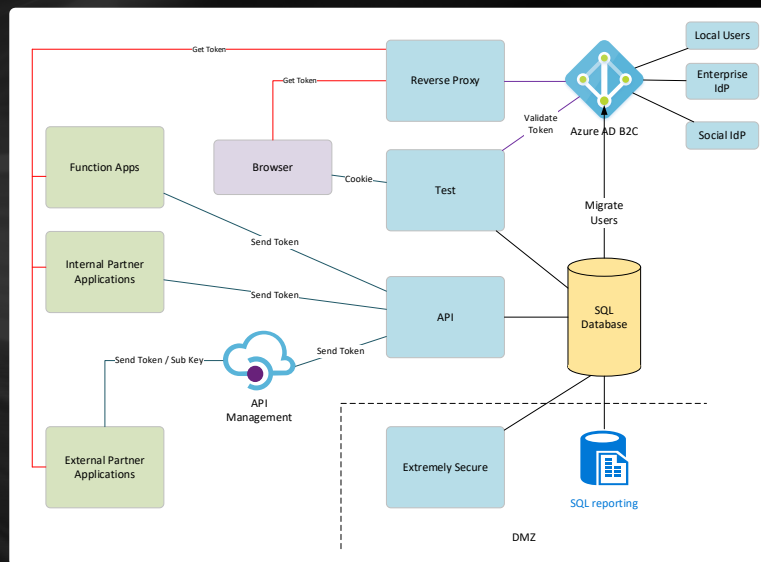 Local Users
Get Token
Reverse Proxy
Enterprise
IdP
Get Token
Validate
Token
Azure AD B2C
Social IdP
Function Apps
Browser
Cookie
Test
Migrate
Users
Send Token
Internal Partner
Applications
Send Token
API
SQL
Database
Send Token / Sub Key
Send Token
API
Management
External Partner
Applications
Extremely Secure
SQL reporting
DMZ